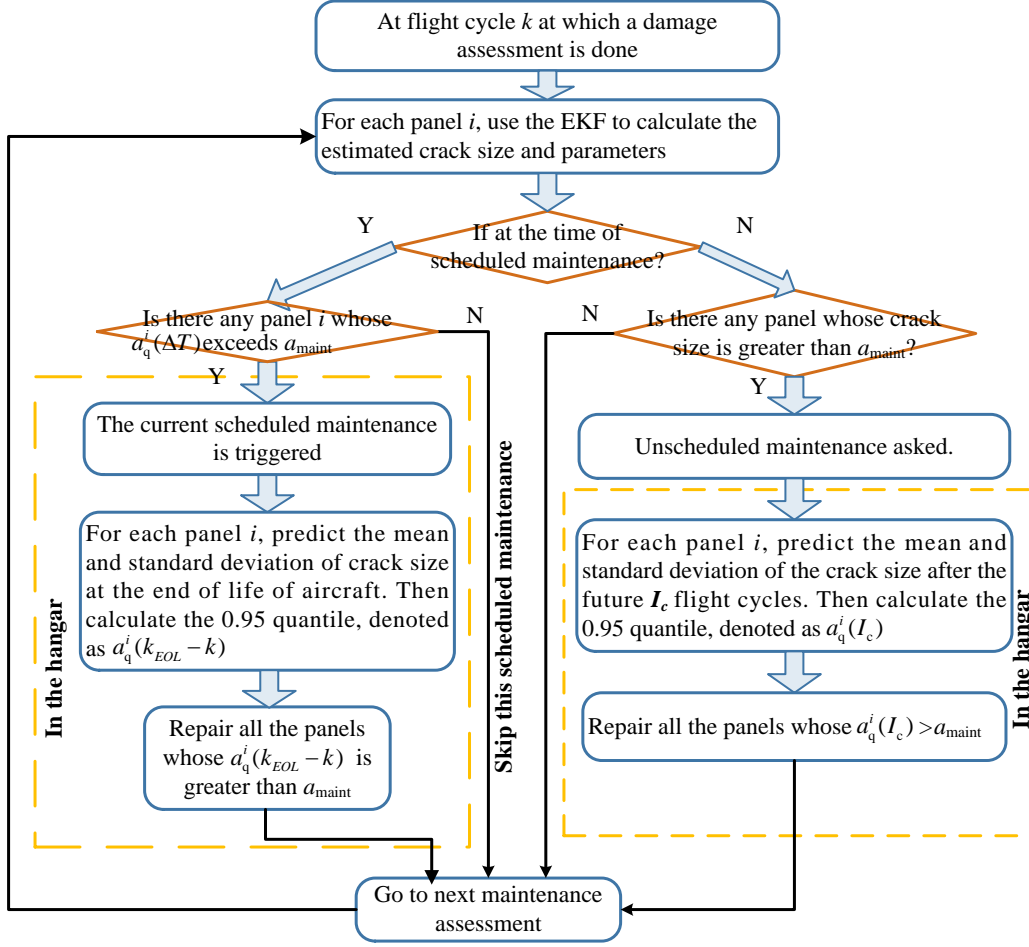 At flight cycle k at which a damage
assessment is done
For each panel i, use the EKF to calculate the
estimated crack size and parameters
If at the time of
scheduled maintenance?
Y
N
Is there any panel i whose
a_q^i(ΔT) exceeds a_maint
N
Y
N
Is there any panel whose crack
size is greater than a_maint?
Y
The current scheduled maintenance
is triggered
Unscheduled maintenance asked.
For each panel i, predict the mean
and standard deviation of crack size
at the end of life of aircraft. Then
calculate the 0.95 quantile, denoted
as a_q^i(k_EOL − k)
For each panel i, predict the mean and
standard deviation of the crack size after the
future I_c flight cycles. Then calculate the
0.95 quantile, denoted as a_q^i(I_c)
Repair all the panels
whose a_q^i(k_EOL − k) is
greater than a_maint
Repair all the panels whose a_q^i(I_c) > a_maint
In the hangar
Skip this scheduled maintenance
In the hangar
Go to next maintenance
assessment